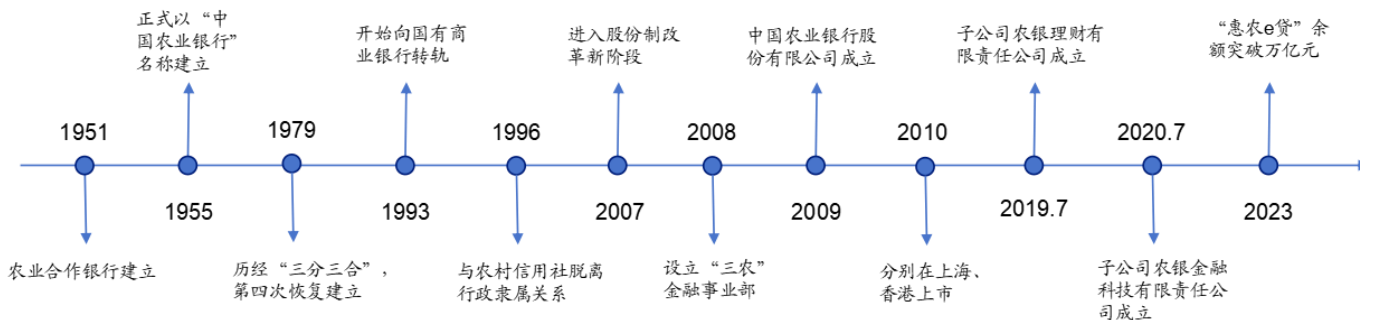 正式以“中
国农业银行”
名称建立
开始向国有商
业银行转轨
进入股份制改
革新阶段
中国农业银行股
份有限公司成立
子公司农银理财有
限责任公司成立
“惠农e贷”余
额突破万亿元
1951
1979
1996
2008
2010
2020.7
1955
1993
2007
2009
2019.7
2023
农业合作银行建立
历经“三分三合”,
第四次恢复建立
与农村信用社脱离
行政隶属关系
设立“三农”
金融事业部
分别在上海、
香港上市
子公司农银金融
科技有限责任公
司成立